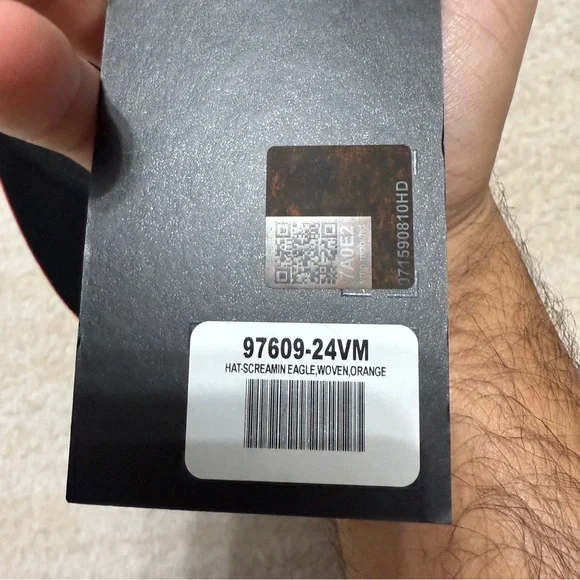 7A0E2
071590810HD
97609-24VM
HAT-SCREAMIN EAGLE,WOVEN,ORANGE